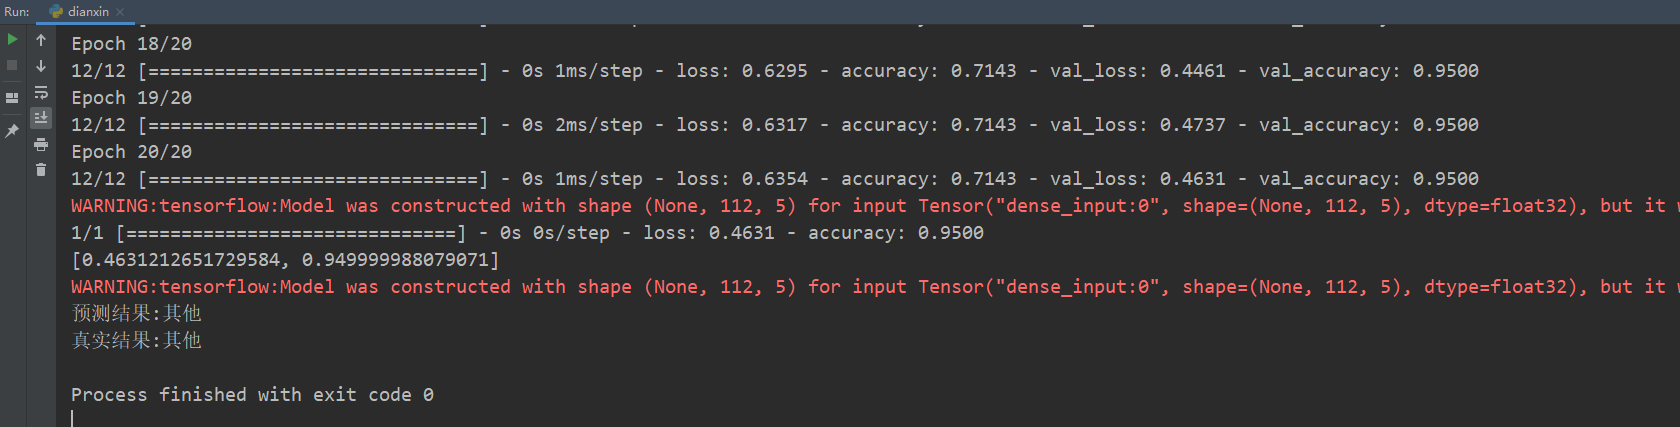 Run: dianxin
Epoch 18/20
12/12 [==============================] - 0s 1ms/step - loss: 0.6295 - accuracy: 0.7143 - val_loss: 0.4461 - val_accuracy: 0.9500
Epoch 19/20
12/12 [==============================] - 0s 2ms/step - loss: 0.6317 - accuracy: 0.7143 - val_loss: 0.4737 - val_accuracy: 0.9500
Epoch 20/20
12/12 [==============================] - 0s 1ms/step - loss: 0.6354 - accuracy: 0.7143 - val_loss: 0.4631 - val_accuracy: 0.9500
WARNING:tensorflow:Model was constructed with shape (None, 112, 5) for input Tensor("dense_input:0", shape=(None, 112, 5), dtype=float32), but it
1/1 [==============================] - 0s 0s/step - loss: 0.4631 - accuracy: 0.9500
[0.4631212651729584, 0.949999988079071]
WARNING:tensorflow:Model was constructed with shape (None, 112, 5) for input Tensor("dense_input:0", shape=(None, 112, 5), dtype=float32), but it
预测结果:其他
真实结果:其他
Process finished with exit code 0